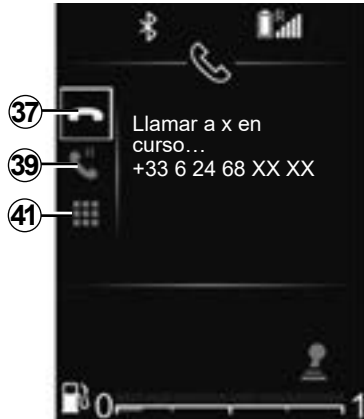 R
37
Llamar a x en
curso…
+33 6 24 68 XX XX
39
41
0
1